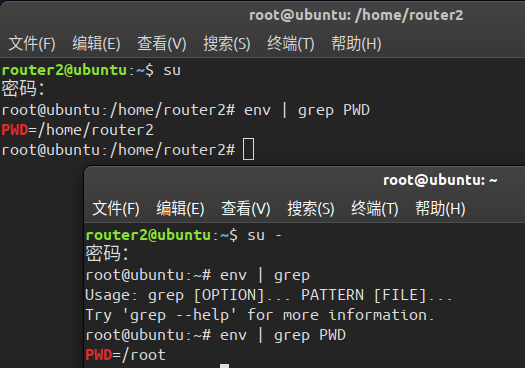 root@ubuntu: /home/router2
文件(F) 编辑(E) 查看(V) 搜索(S) 终端(T) 帮助(H)
router2@ubuntu:~$ su
密码：
root@ubuntu:/home/router2# env | grep PWD
PWD=/home/router2
root@ubuntu:/home/router2#
root@ubuntu: ~
文件(F) 编辑(E) 查看(V) 搜索(S) 终端(T) 帮助(H)
router2@ubuntu:~$ su -
密码：
root@ubuntu:~# env | grep
Usage: grep [OPTION]... PATTERN [FILE]...
Try 'grep --help' for more information.
root@ubuntu:~# env | grep PWD
PWD=/root